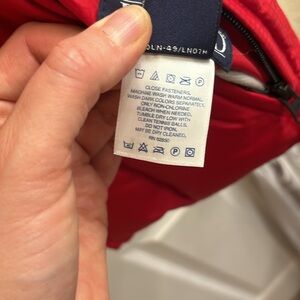 CLOSE FASTENERS.
MACHINE WASH WARM NORMAL.
WASH DARK COLORS SEPARATELY.
ONLY NON-CHLORINE
BLEACH WHEN NEEDED.
TUMBLE DRY LOW WITH
CLEAN TENNIS BALLS.
DO NOT IRON.
MAY BE DRY CLEANED.